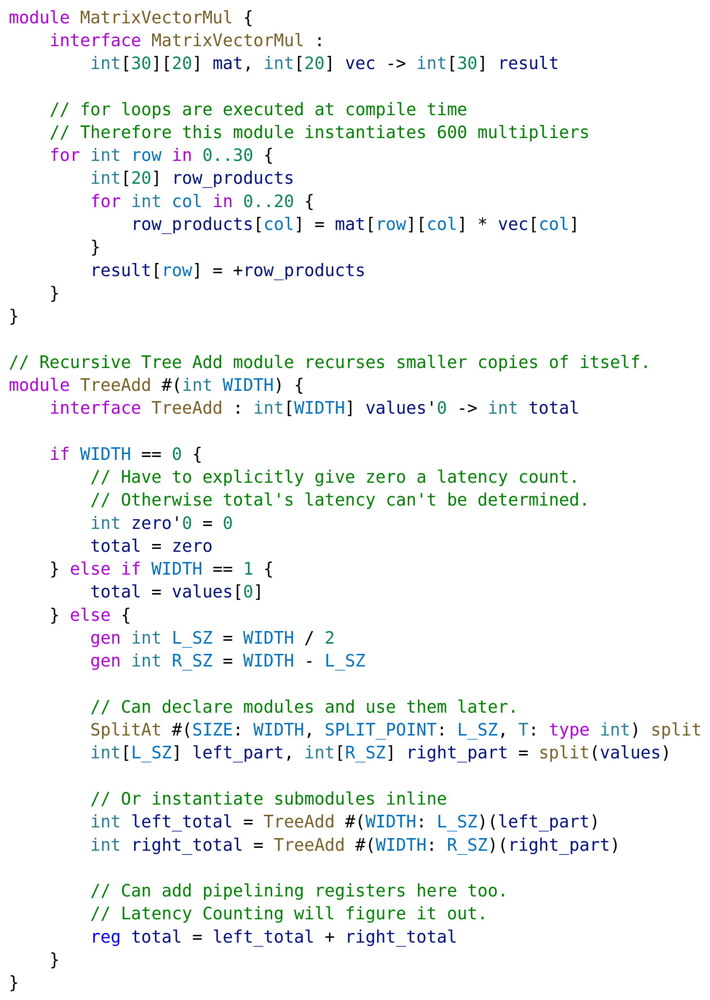 module MatrixVectorMul {
    interface MatrixVectorMul :
        int[30][20] mat, int[20] vec -> int[30] result

    // for loops are executed at compile time
    // Therefore this module instantiates 600 multipliers
    for int row in 0..30 {
        int[20] row_products
        for int col in 0..20 {
            row_products[col] = mat[row][col] * vec[col]
        }
        result[row] = +row_products
    }
}

// Recursive Tree Add module recurses smaller copies of itself.
module TreeAdd #(int WIDTH) {
    interface TreeAdd : int[WIDTH] values'0 -> int total

    if WIDTH == 0 {
        // Have to explicitly give zero a latency count.
        // Otherwise total's latency can't be determined.
        int zero'0 = 0
        total = zero
    } else if WIDTH == 1 {
        total = values[0]
    } else {
        gen int L_SZ = WIDTH / 2
        gen int R_SZ = WIDTH - L_SZ

        // Can declare modules and use them later.
        SplitAt #(SIZE: WIDTH, SPLIT_POINT: L_SZ, T: type int) split
        int[L_SZ] left_part, int[R_SZ] right_part = split(values)

        // Or instantiate submodules inline
        int left_total = TreeAdd #(WIDTH: L_SZ)(left_part)
        int right_total = TreeAdd #(WIDTH: R_SZ)(right_part)

        // Can add pipelining registers here too.
        // Latency Counting will figure it out.
        reg total = left_total + right_total
    }
}